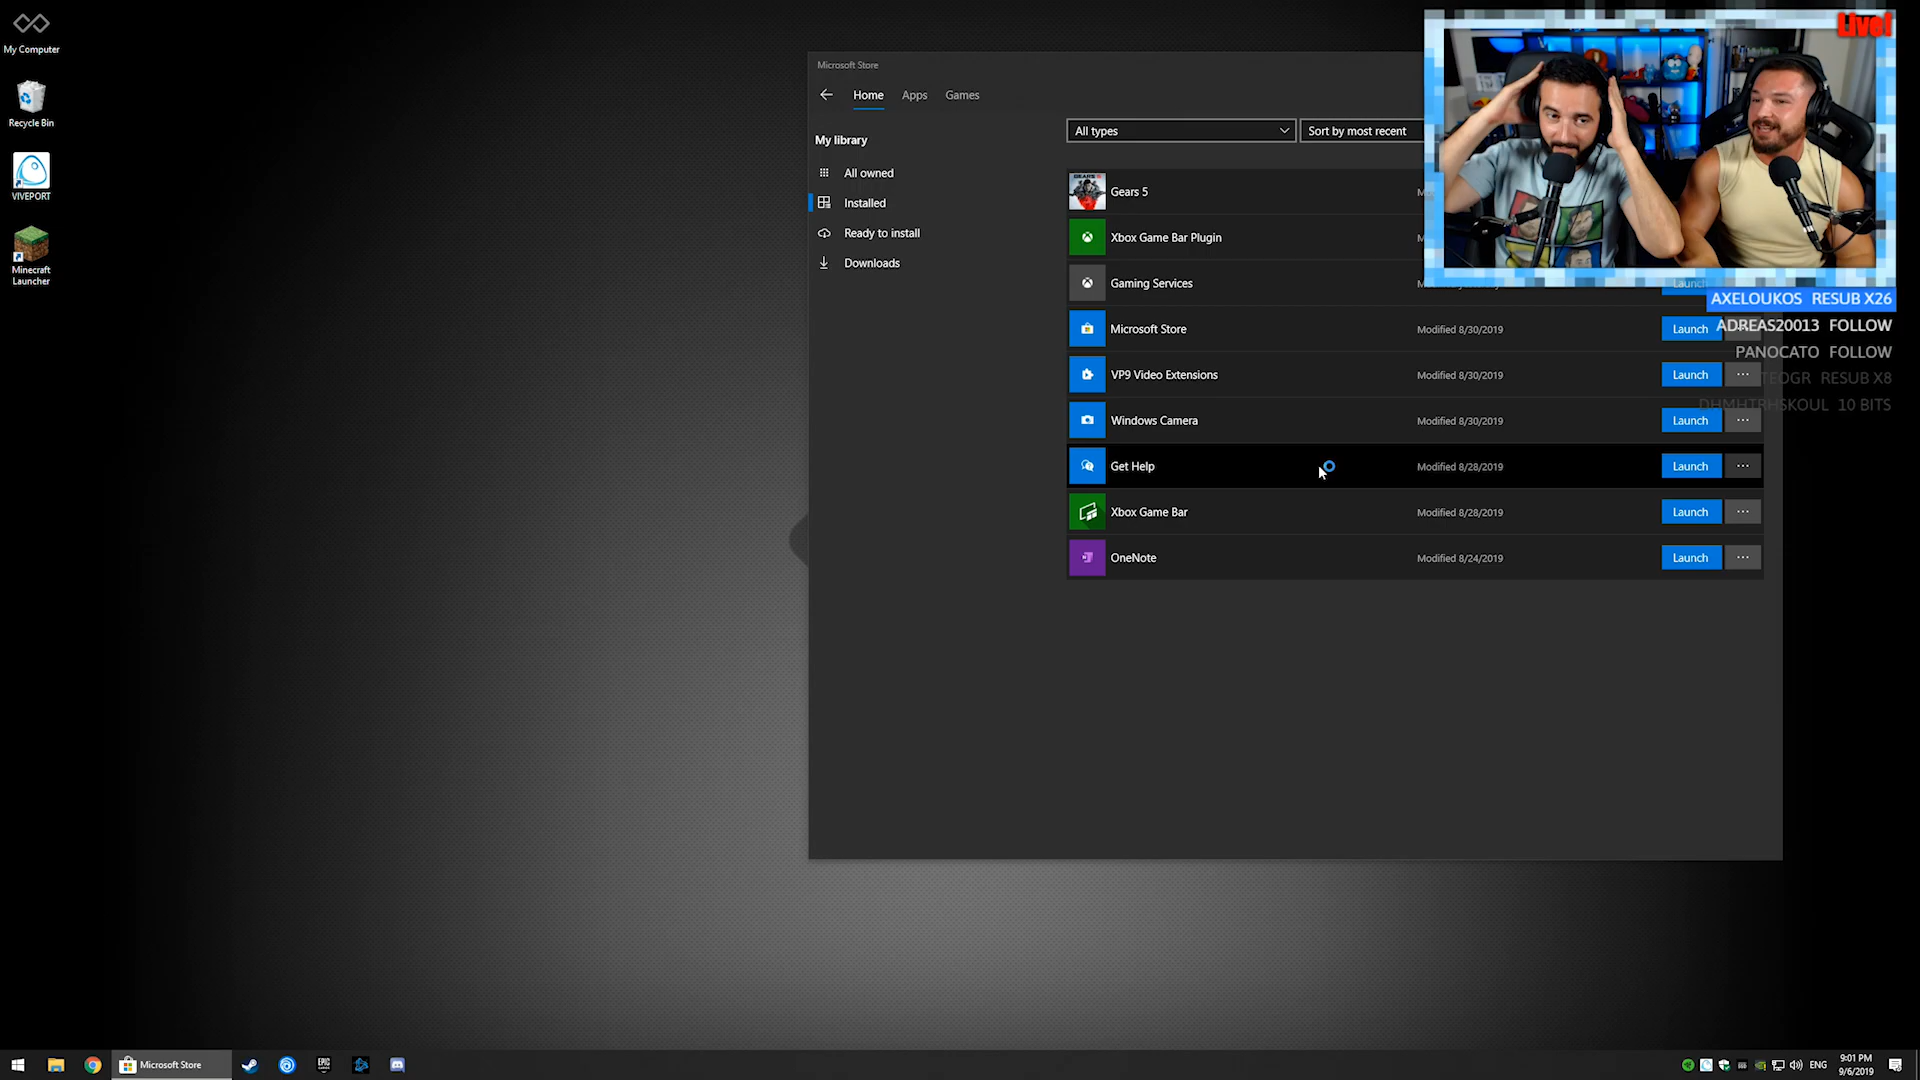 My Computer
Recycle Bin
VIVEPORT
Minecraft
Launcher
Microsoft Store
Home Apps Games
My library
All owned
Installed
Ready to install
Downloads
All types
Sort by most recent
Gears 5
Xbox Game Bar Plugin
Gaming Services
Launch
Microsoft Store Modified 8/30/2019 Launch
VP9 Video Extensions Modified 8/30/2019 Launch
Windows Camera Modified 8/30/2019 Launch
Get Help Modified 8/28/2019 Launch
Xbox Game Bar Modified 8/28/2019 Launch
OneNote Modified 8/24/2019 Launch
Live!
AXELOUKOS RESUB X26
ADREAS20013 FOLLOW
PANOCATO FOLLOW
TEOGR RESUB X8
DHMHTRHSKOUL 10 BITS
Microsoft Store
EPIC
ENG
9:01 PM
9/6/2019